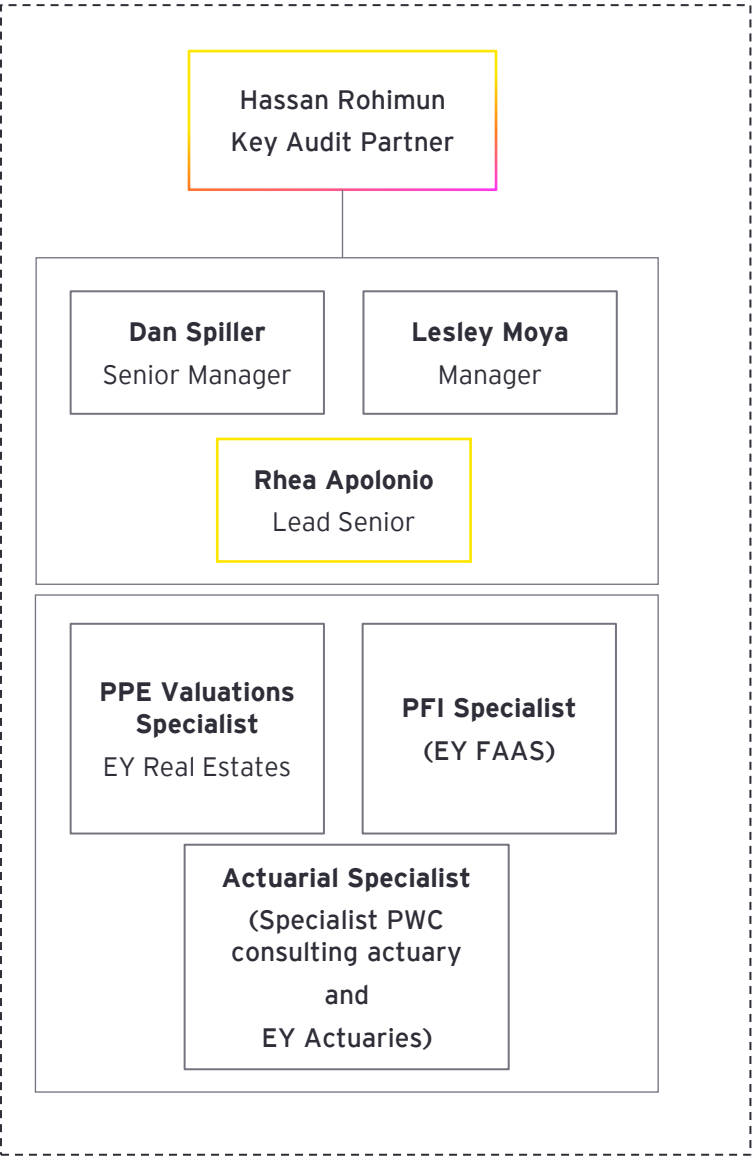 Hassan Rohimun
Key Audit Partner
Dan Spiller
Senior Manager
Lesley Moya
Manager
Rhea Apolonio
Lead Senior
PPE Valuations
Specialist
EY Real Estates
PFI Specialist
(EY FAAS)
Actuarial Specialist
(Specialist PWC
consulting actuary
and
EY Actuaries)